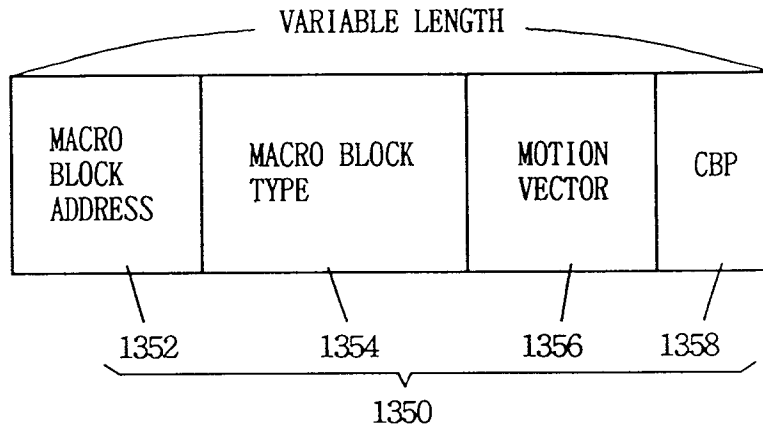 VARIABLE LENGTH
MACRO
BLOCK
ADDRESS
MACRO BLOCK
TYPE
MOTION
VECTOR
CBP
1352
1354
1356
1358
1350